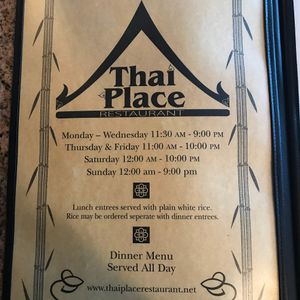 Thai
Place
RESTAURANT
Monday – Wednesday 11:30 AM - 9:00 PM
Thursday & Friday 11:00 AM - 10:00 PM
Saturday 12:00 AM - 10:00 PM
Sunday 12:00 am - 9:00 pm
Lunch entrees served with plain white rice.
Rice may be ordered seperate with dinner entrees.
Dinner Menu
Served All Day
www.thaiplacerestaurant.net